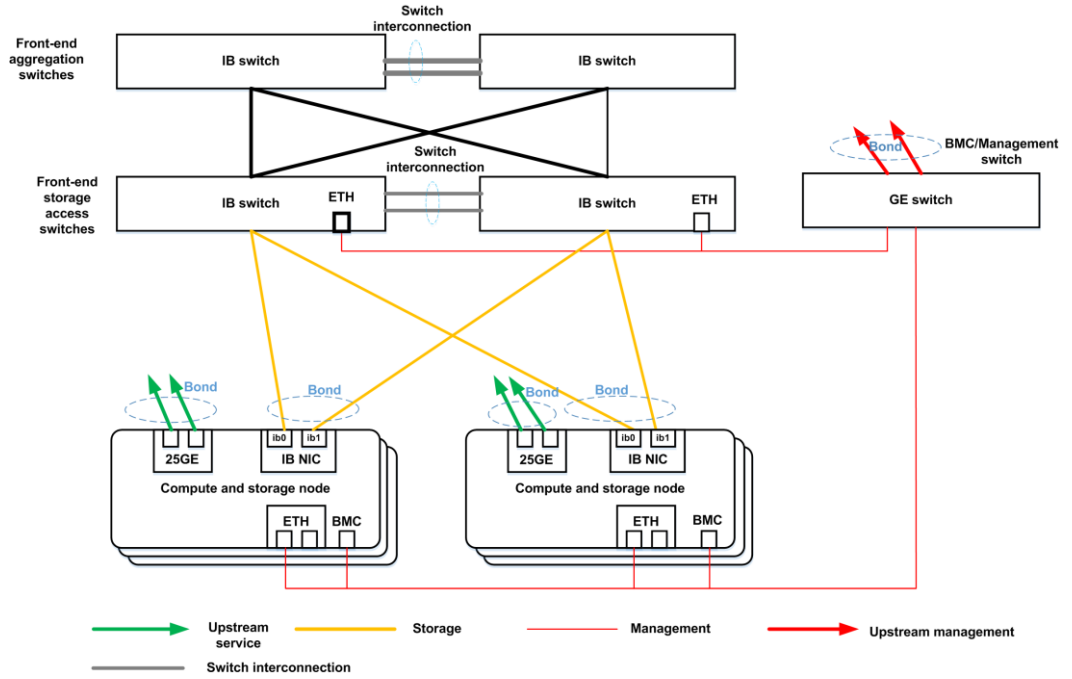 Switch
interconnection
Front-end
aggregation
switches
IB switch
IB switch
Bond
BMC/Management
switch
Switch
interconnection
Front-end
storage
access
switches
IB switch
ETH
IB switch
ETH
GE switch
Bond
Bond
Bond
Bond
25GE
ib0
ib1
IB NIC
Compute and storage node
ETH
BMC
25GE
ib0
ib1
IB NIC
Compute and storage node
ETH
BMC
Upstream
service
Storage
Management
Upstream management
Switch interconnection